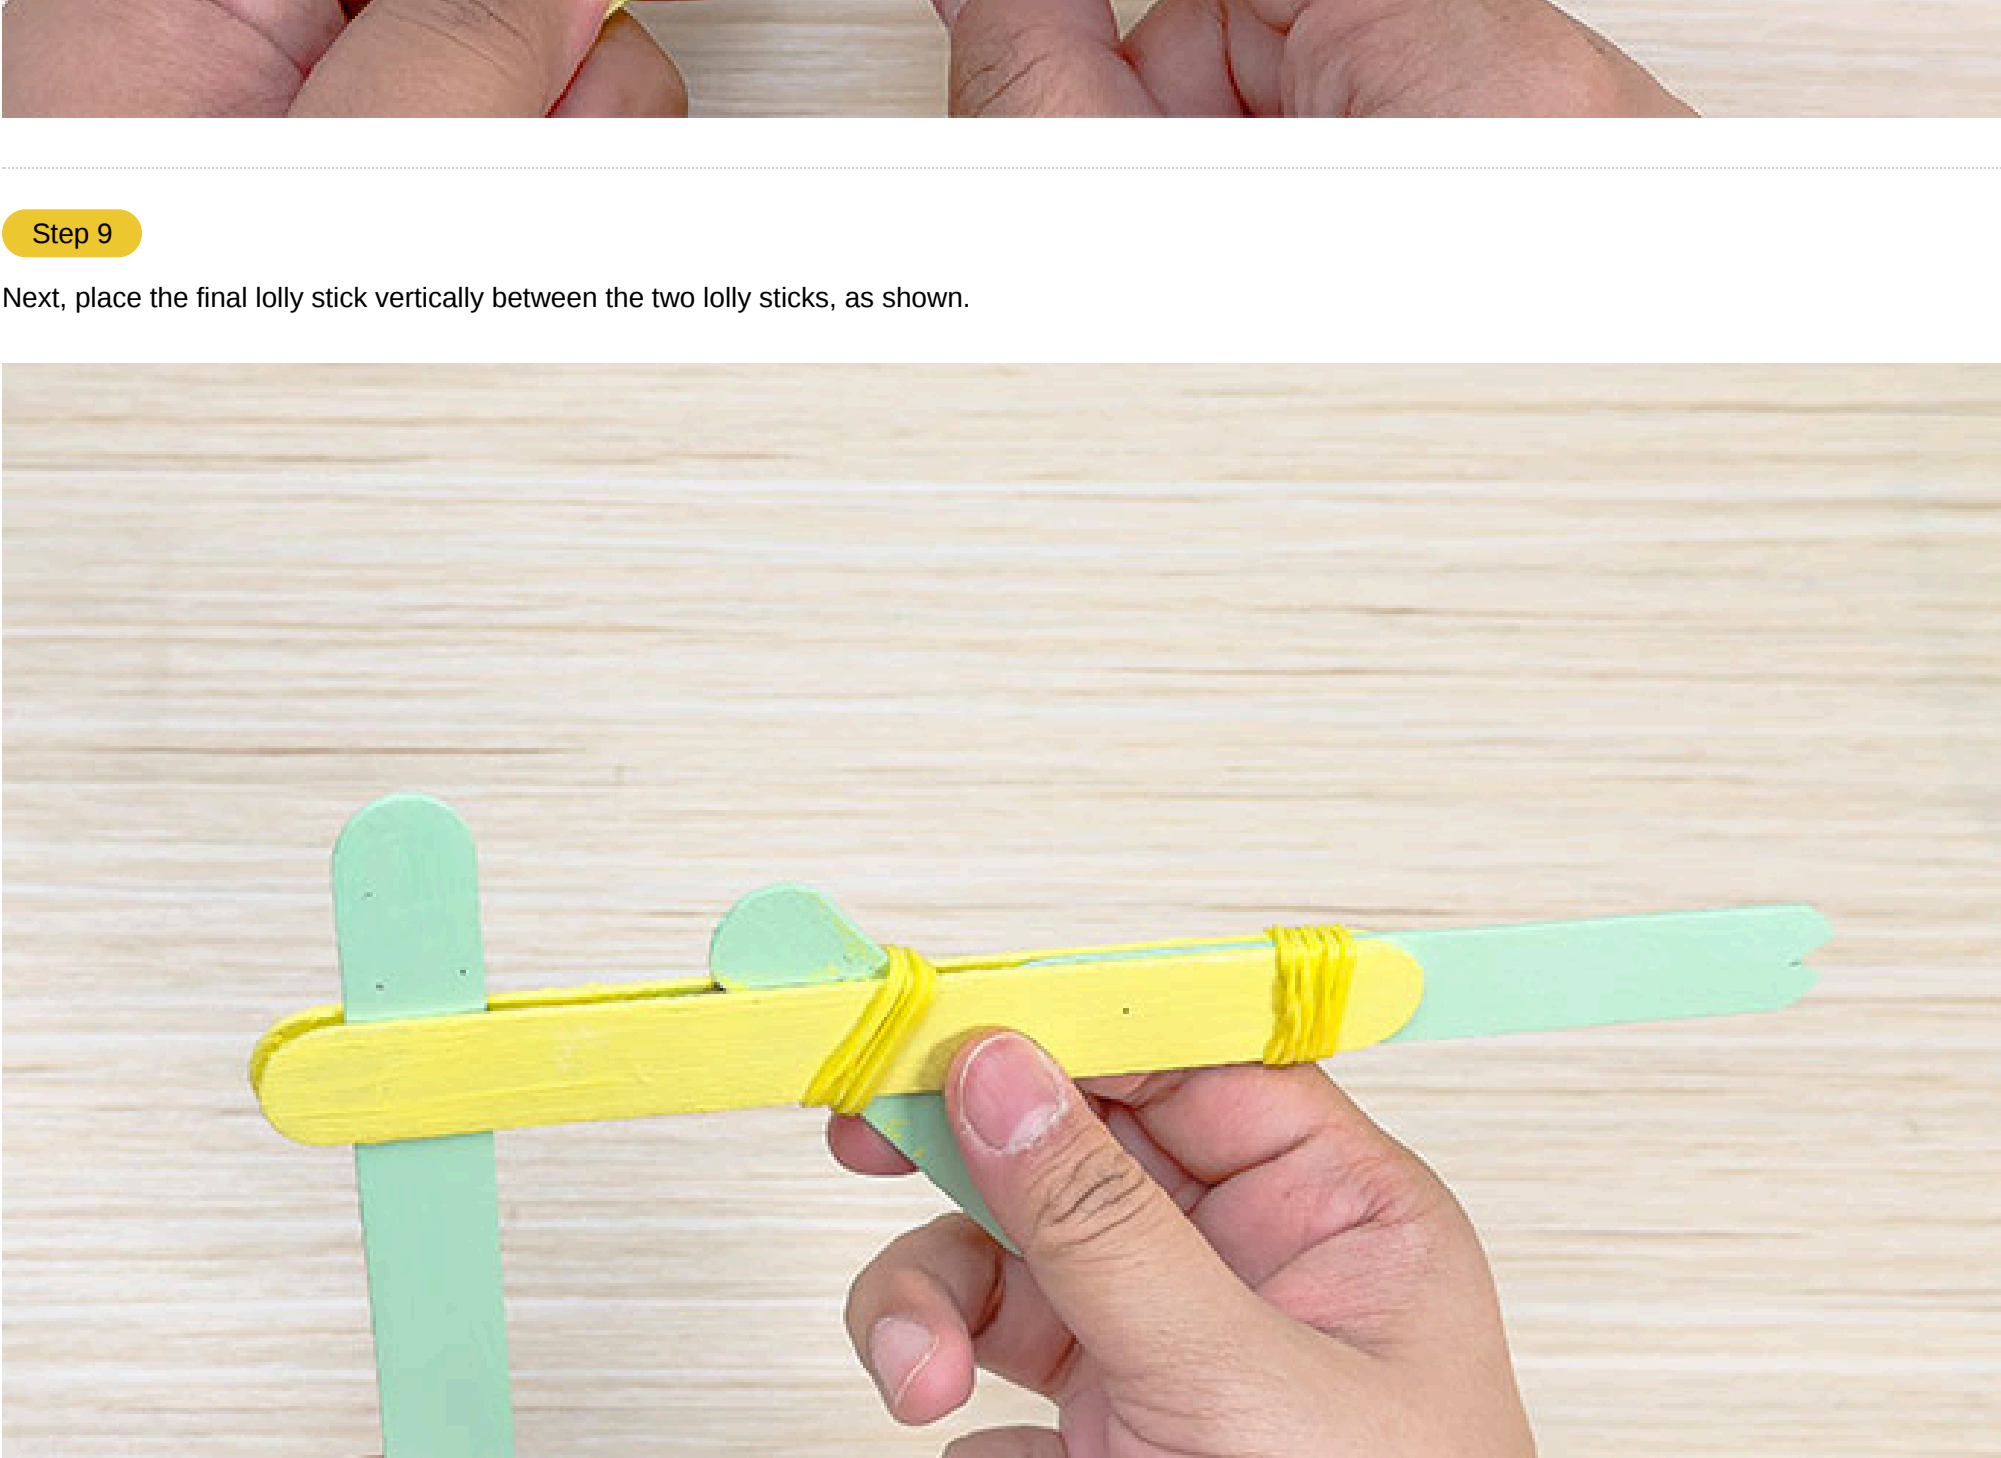 Step 9
Next, place the final lolly stick vertically between the two lolly sticks, as shown.